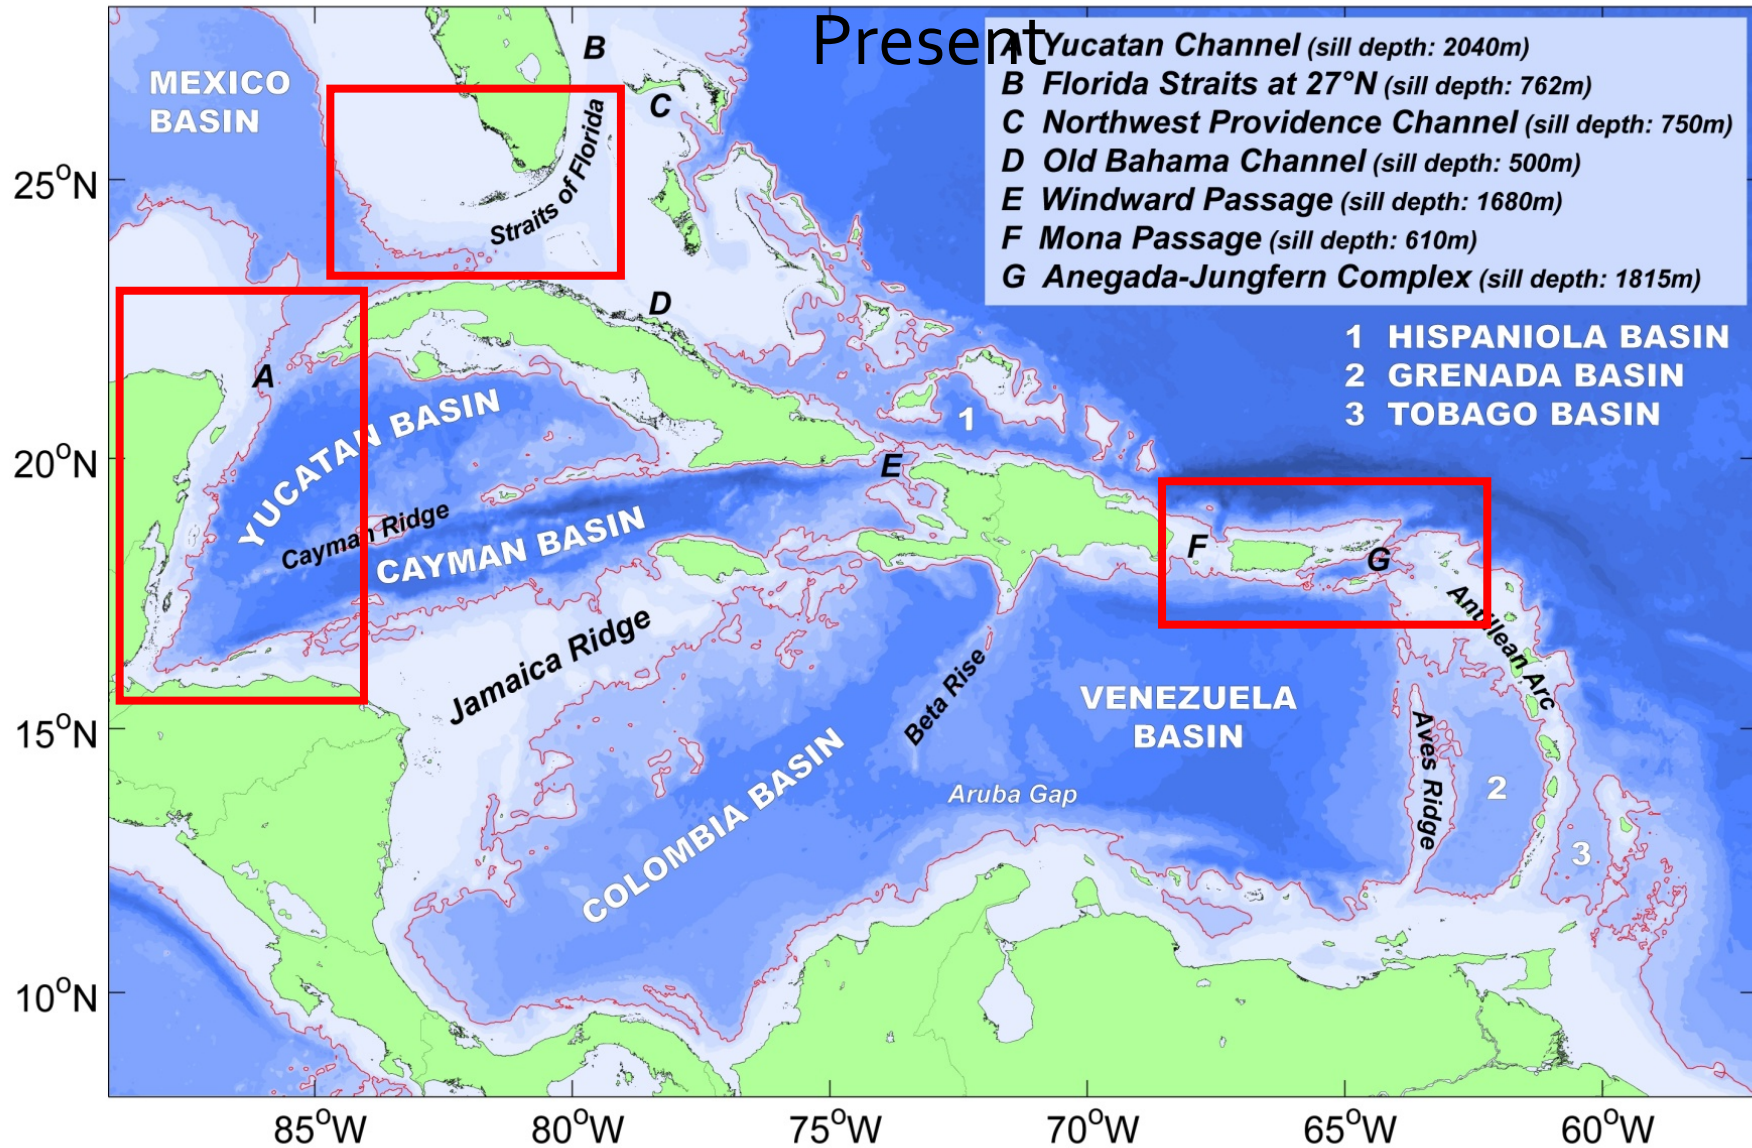 Present
A Yucatan Channel (sill depth: 2040m)
B Florida Straits at 27°N (sill depth: 762m)
C Northwest Providence Channel (sill depth: 750m)
D Old Bahama Channel (sill depth: 500m)
E Windward Passage (sill depth: 1680m)
F Mona Passage (sill depth: 610m)
G Anegada-Jungfern Complex (sill depth: 1815m)
1 HISPANIOLA BASIN
2 GRENADA BASIN
3 TOBAGO BASIN
MEXICO
BASIN
B
C
Straits of Florida
D
A
YUCATAN BASIN
1
E
Cayman Ridge
CAYMAN BASIN
F
G
Antillean Arc
Jamaica Ridge
Beta Rise
VENEZUELA
BASIN
Aves Ridge
Aruba Gap
2
COLOMBIA BASIN
3
25°N
20°N
15°N
10°N
85°W
80°W
75°W
70°W
65°W
60°W